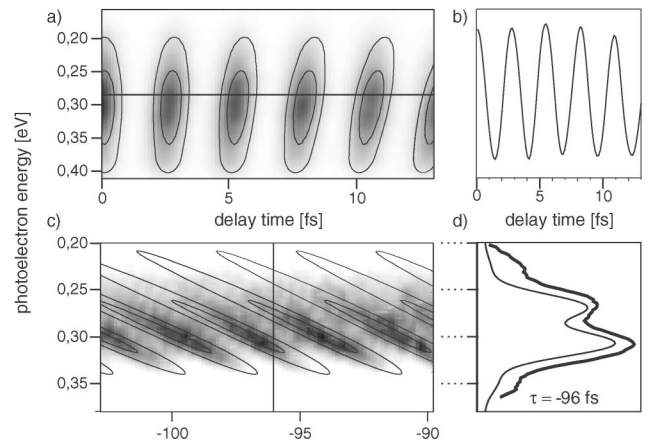 a)
b)
0,20
0,25
0,30
0,35
0,40
0
5
10
delay time [fs]
0
5
10
delay time [fs]
photoelectron energy [eV]
c)
d)
0,20
0,25
0,30
0,35
-100
-95
-90
τ = -96 fs